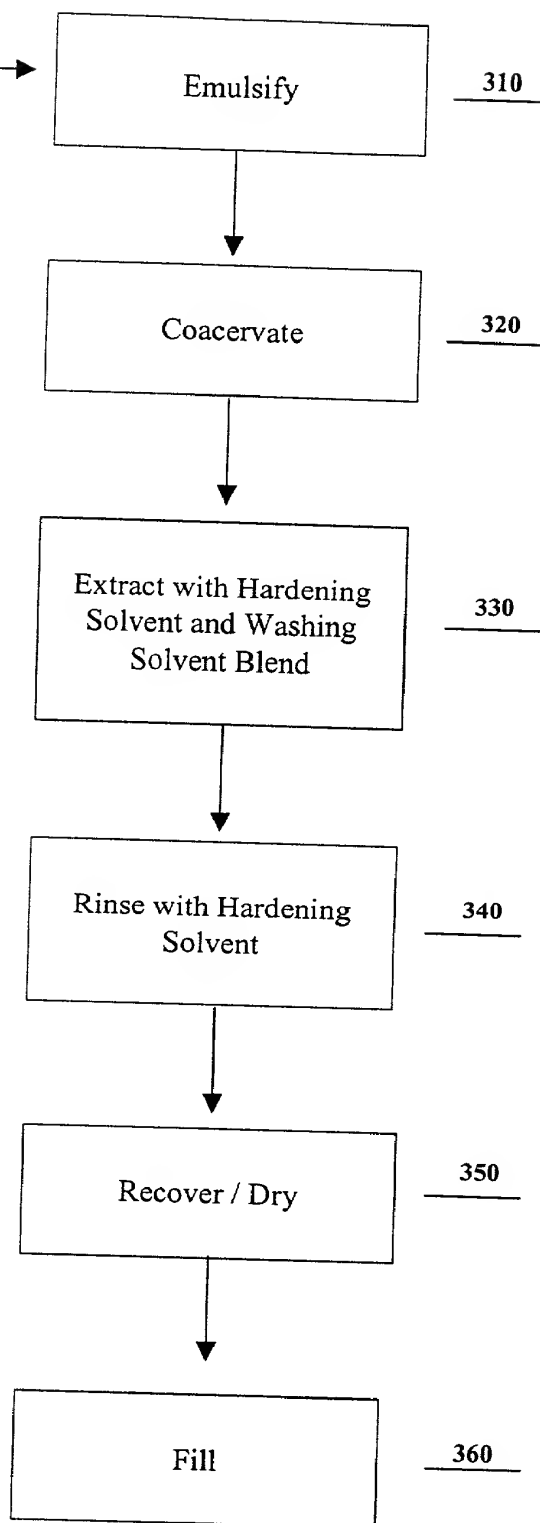 Emulsify
310
Coacervate
320
Extract with Hardening
Solvent and Washing
Solvent Blend
330
Rinse with Hardening
Solvent
340
Recover / Dry
350
Fill
360